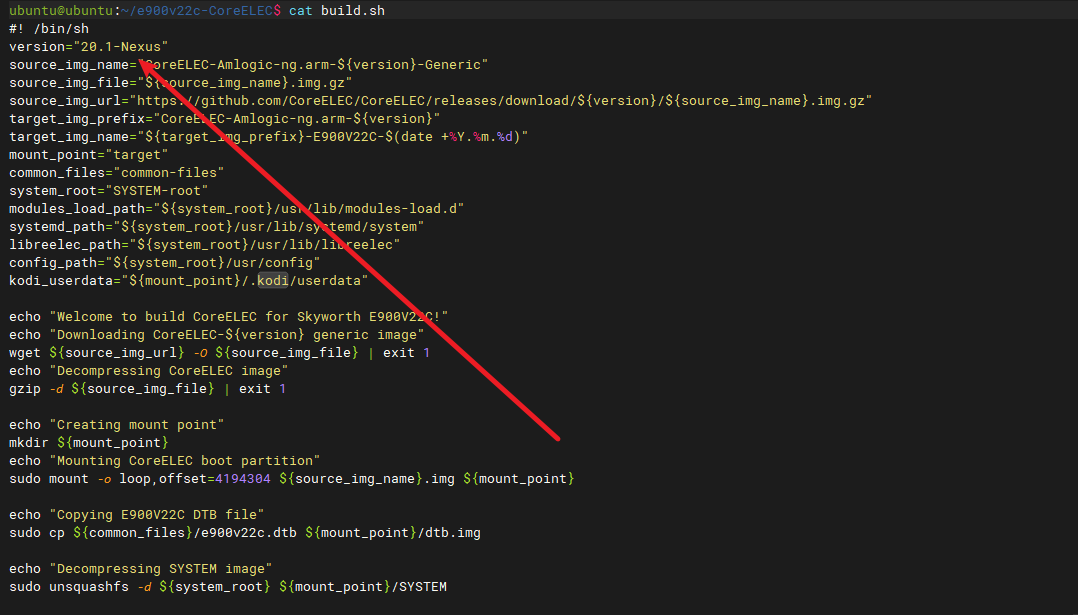 ubuntu@ubuntu:~/e900v22c-CoreELEC$ cat build.sh
#! /bin/sh
version="20.1-Nexus"
source_img_name="CoreELEC-Amlogic-ng.arm-${version}-Generic"
source_img_file="${source_img_name}.img.gz"
source_img_url="https://github.com/CoreELEC/CoreELEC/releases/download/${version}/${source_img_name}.img.gz"
target_img_prefix="CoreELEC-Amlogic-ng.arm-${version}"
target_img_name="${target_img_prefix}-E900V22C-$(date +%Y.%m.%d)"
mount_point="target"
common_files="common-files"
system_root="SYSTEM-root"
modules_load_path="${system_root}/usr/lib/modules-load.d"
systemd_path="${system_root}/usr/lib/systemd/system"
libreelec_path="${system_root}/usr/lib/libreelec"
config_path="${system_root}/usr/config"
kodi_userdata="${mount_point}/.kodi/userdata"
echo "Welcome to build CoreELEC for Skyworth E900V22C!"
echo "Downloading CoreELEC-${version} generic image"
wget ${source_img_url} -O ${source_img_file} | exit 1
echo "Decompressing CoreELEC image"
gzip -d ${source_img_file} | exit 1
echo "Creating mount point"
mkdir ${mount_point}
echo "Mounting CoreELEC boot partition"
sudo mount -o loop,offset=4194304 ${source_img_name}.img ${mount_point}
echo "Copying E900V22C DTB file"
sudo cp ${common_files}/e900v22c.dtb ${mount_point}/dtb.img
echo "Decompressing SYSTEM image"
sudo unsquashfs -d ${system_root} ${mount_point}/SYSTEM